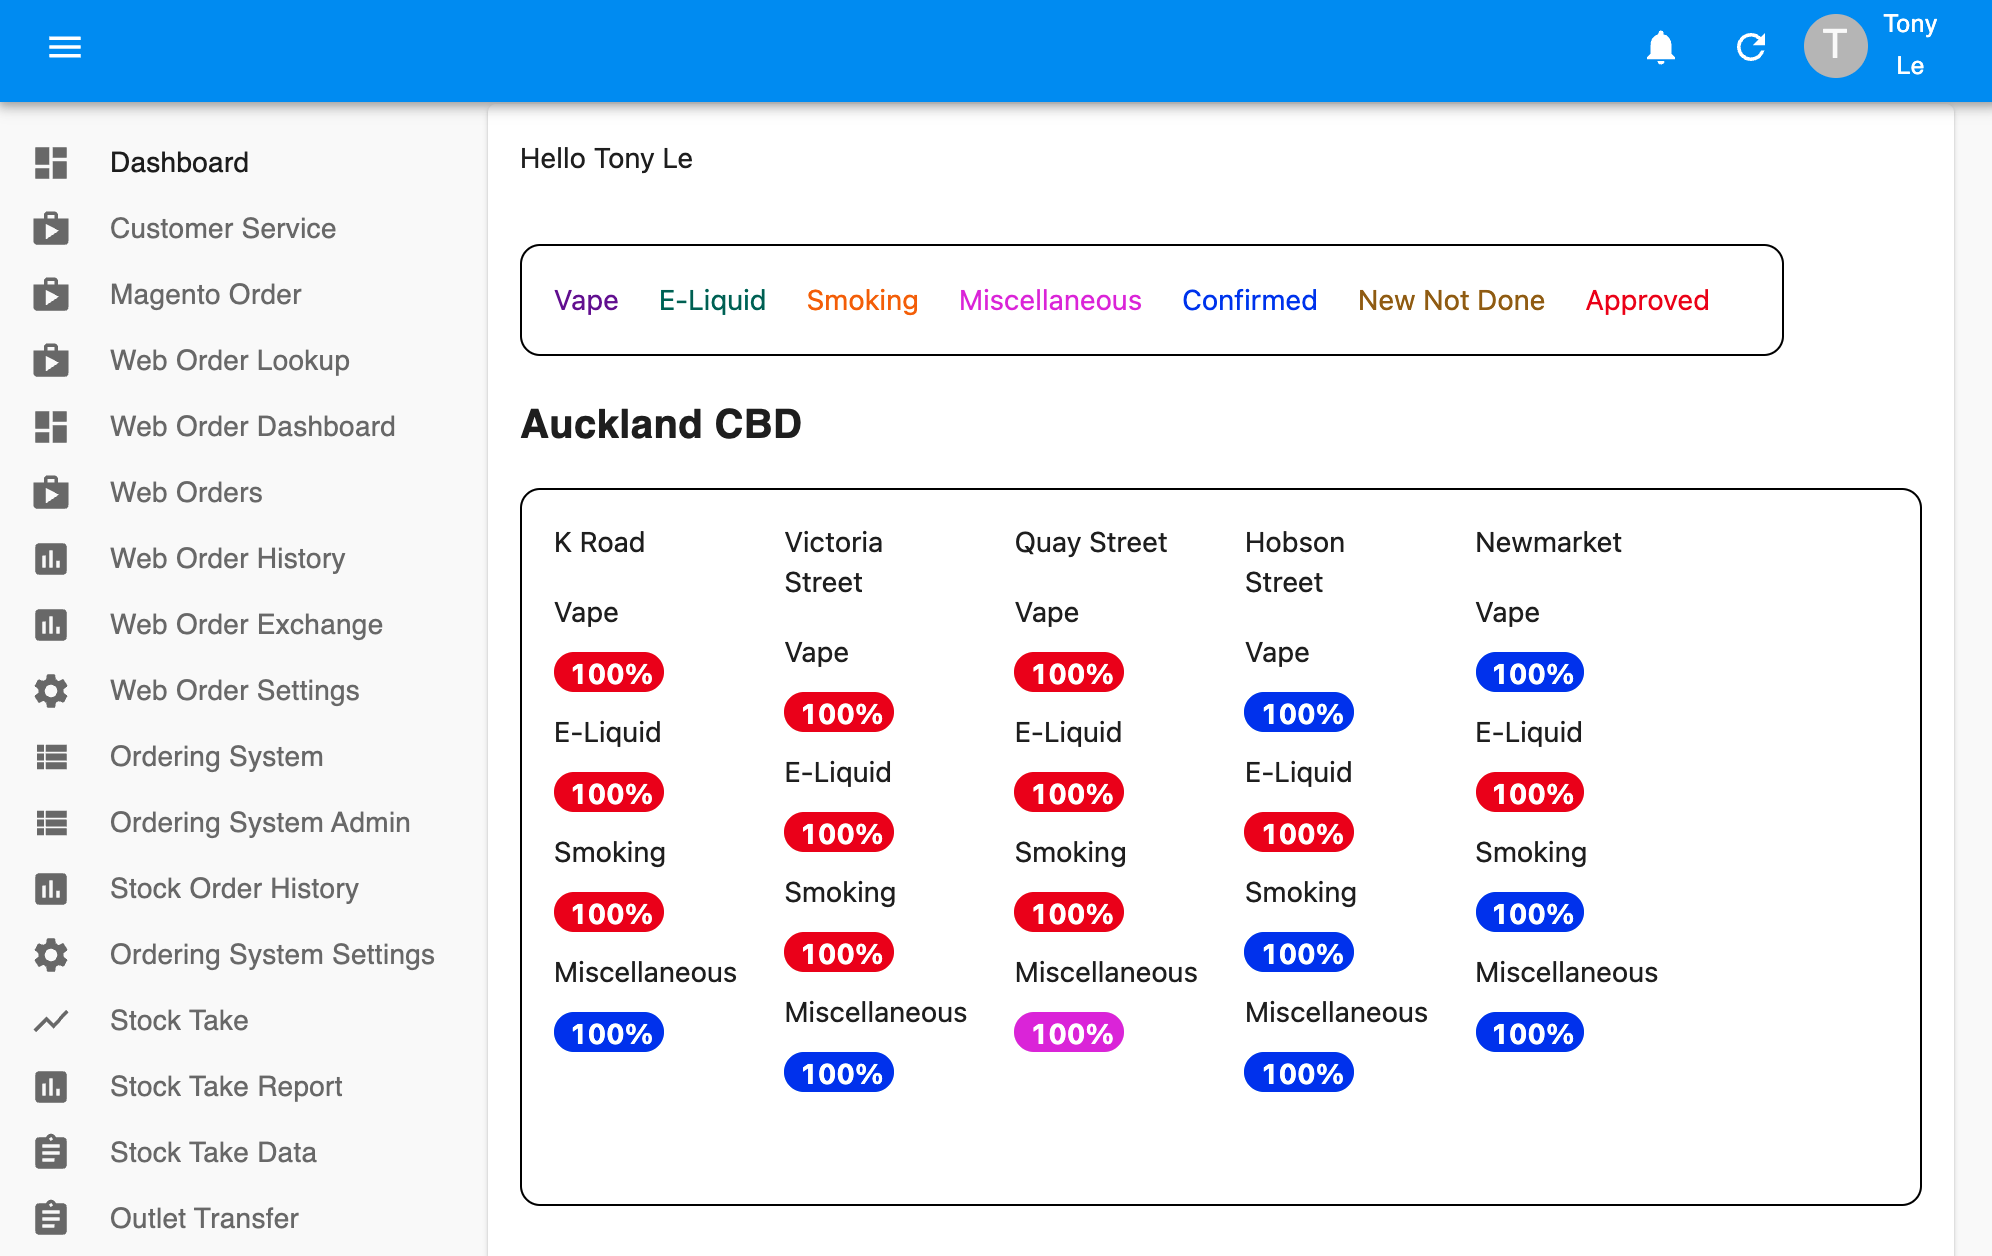 T
Tony
Le
Dashboard
Customer Service
Magento Order
Web Order Lookup
Web Order Dashboard
Web Orders
Web Order History
Web Order Exchange
Web Order Settings
Ordering System
Ordering System Admin
Stock Order History
Ordering System Settings
Stock Take
Stock Take Report
Stock Take Data
Outlet Transfer
Hello Tony Le
Vape E-Liquid Smoking Miscellaneous Confirmed New Not Done Approved
Auckland CBD
K Road
Vape
100%
E-Liquid
100%
Smoking
100%
Miscellaneous
100%
Victoria
Street
Vape
100%
E-Liquid
100%
Smoking
100%
Miscellaneous
100%
Quay Street
Vape
100%
E-Liquid
100%
Smoking
100%
Miscellaneous
100%
Hobson
Street
Vape
100%
E-Liquid
100%
Smoking
100%
Miscellaneous
100%
Newmarket
Vape
100%
E-Liquid
100%
Smoking
100%
Miscellaneous
100%